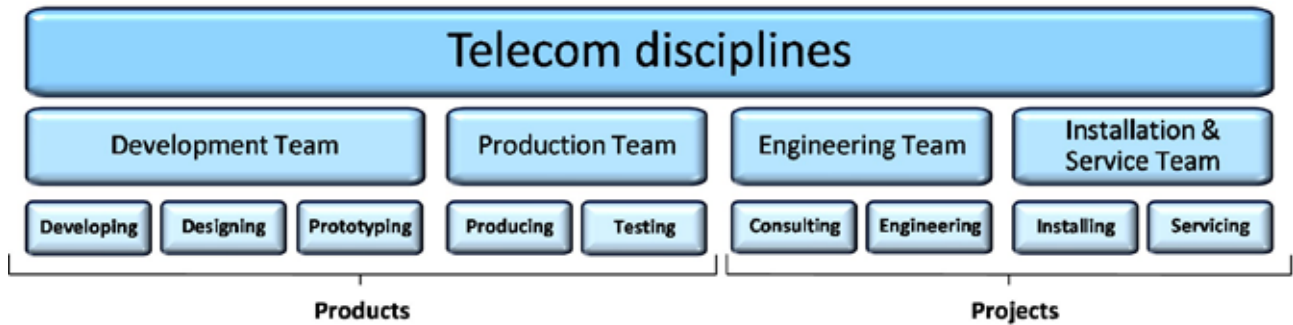 Telecom disciplines
Development Team
Production Team
Engineering Team
Installation &
Service Team
Developing
Designing
Prototyping
Producing
Testing
Consulting
Engineering
Installing
Servicing
Products
Projects